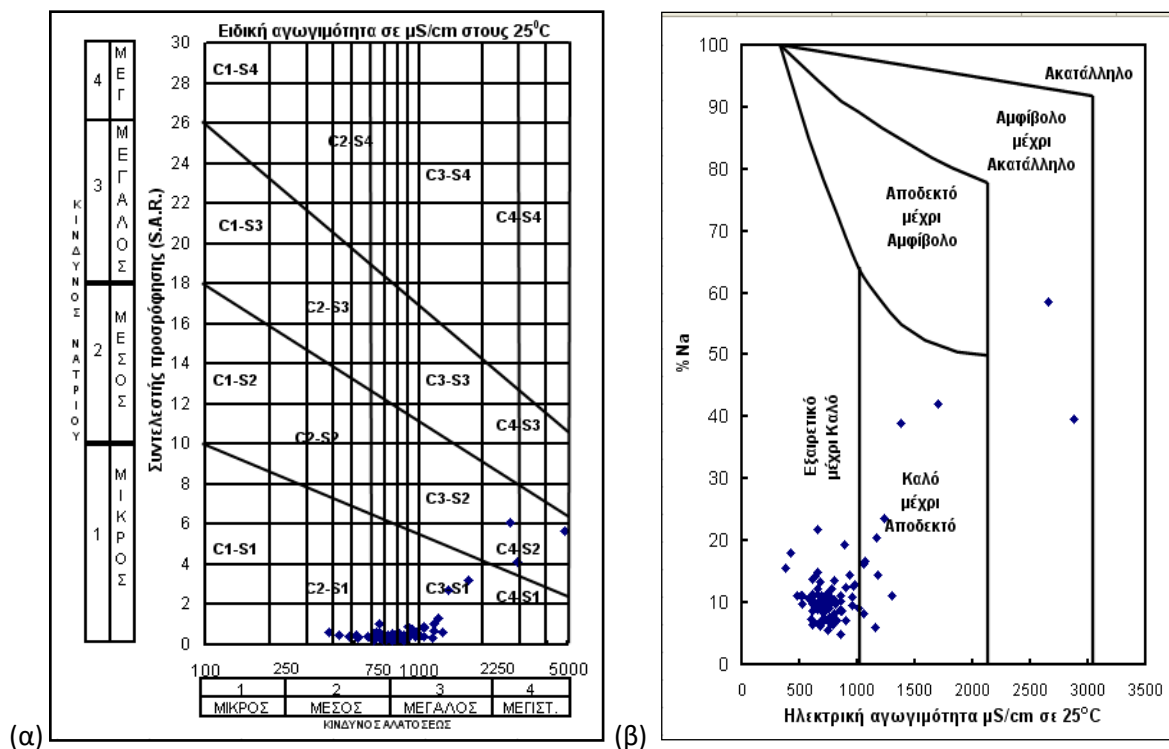 Ειδική αγωγιμότητα σε μS/cm στους 25⁰C
30
28
26
24
22
20
18
16
14
12
10
8
6
4
2
0
Συντελεστής προσρόφησης (S.A.R.)
ΚΙΝΔΥΝΟΣ ΝΑΤΡΙΟΥ
4
ΜΕΓ
3
ΜΕΓΑΛΟΣ
2
ΜΕΣΟΣ
1
ΜΙΚΡΟΣ
C1-S4
C2-S4
C3-S4
C4-S4
C1-S3
C2-S3
C3-S3
C4-S3
C1-S2
C2-S2
C3-S2
C4-S2
C1-S1
C2-S1
C3-S1
C4-S1
100 250 750 1000 2250 5000
1 2 3 4
ΜΙΚΡΟΣ ΜΕΣΟΣ ΜΕΓΑΛΟΣ ΜΕΓΙΣΤ.
ΚΙΝΔΥΝΟΣ ΑΛΑΤΟΣΕΩΣ
(α)
100
90
80
70
60
50
40
30
20
10
0
% Na
Ακατάλληλο
Αμφίβολο
μέχρι
Ακατάλληλο
Αποδεκτό
μέχρι
Αμφίβολο
Εξαιρετικό
μέχρι Καλό
Καλό
μέχρι
Αποδεκτό
0 500 1000 1500 2000 2500 3000 3500
Ηλεκτρική αγωγιμότητα μS/cm σε 25°C
(β)